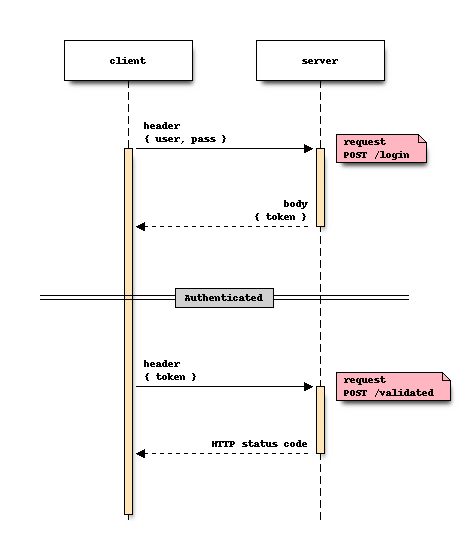 client
server
header
{ user, pass }
request
POST /login
body
{ token }
Authenticated
header
{ token }
request
POST /validated
HTTP status code